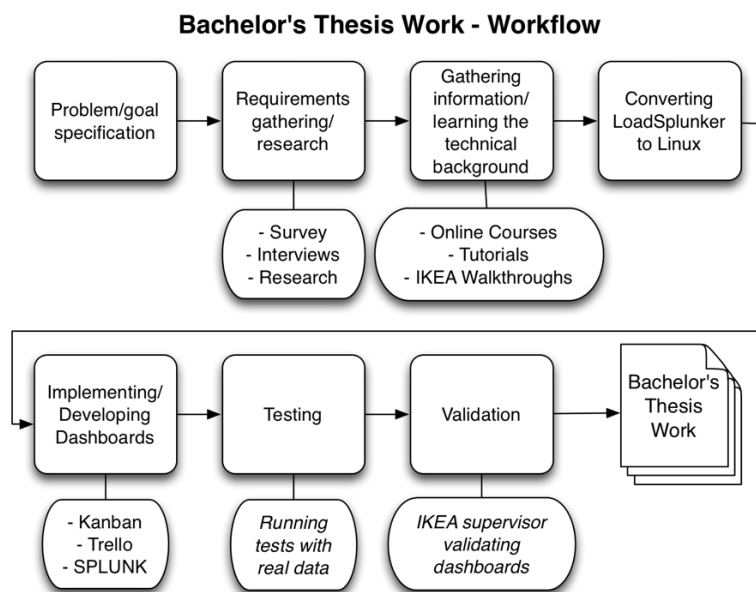 Bachelor's Thesis Work - Workflow
Problem/goal
specification
Requirements
gathering/
research
Gathering
information/
learning the
technical
background
Converting
LoadSplunker
to Linux
- Survey
- Interviews
- Research
- Online Courses
- Tutorials
- IKEA Walkthroughs
Implementing/
Developing
Dashboards
Testing
Validation
Bachelor's
Thesis
Work
- Kanban
- Trello
- SPLUNK
Running
tests with
real data
IKEA supervisor
validating
dashboards